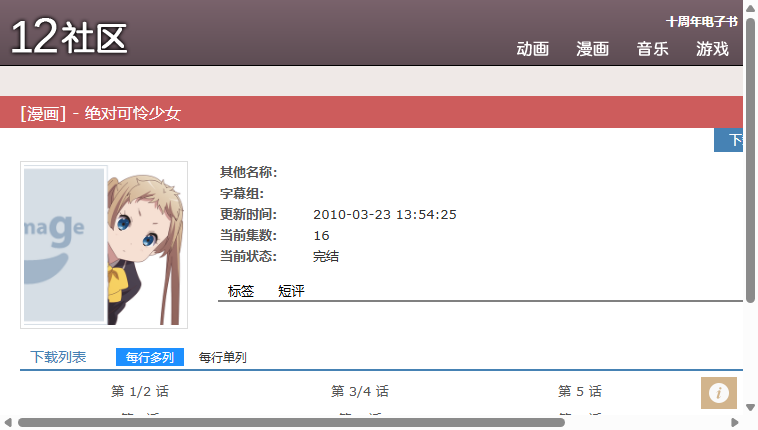 12社区
十周年电子书
动画 漫画 音乐 游戏
[漫画] - 绝对可怜少女
其他名称:
字幕组:
更新时间: 2010-03-23 13:54:25
当前集数: 16
当前状态: 完结
标签 短评
下载列表 每行多列 每行单列
第 1/2 话 第 3/4 话 第 5 话